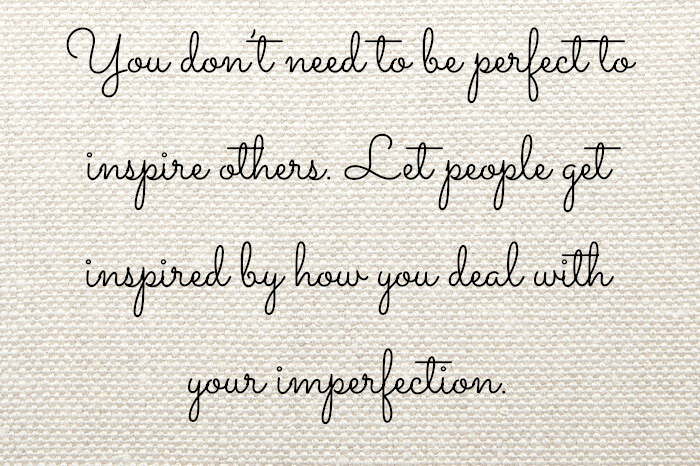 You don't need to be perfect to
inspire others. Let people get
inspired by how you deal with
your imperfection.